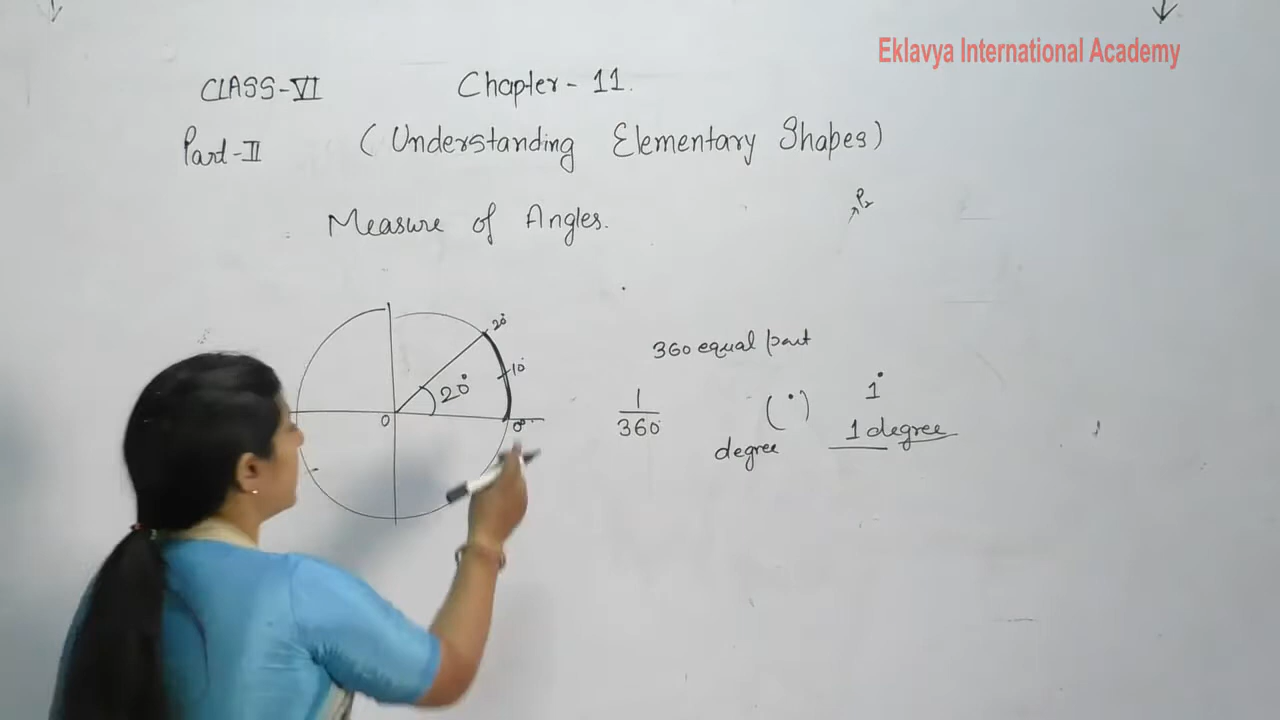 Eklavya International Academy
CLASS-VI Chapter - 11.
Part-II (Understanding Elementary Shapes)
P2
Measure of Angles.
20°
360 equal part
10°
1°
20°
1/360 (°)
O 0°
1 degree
degree